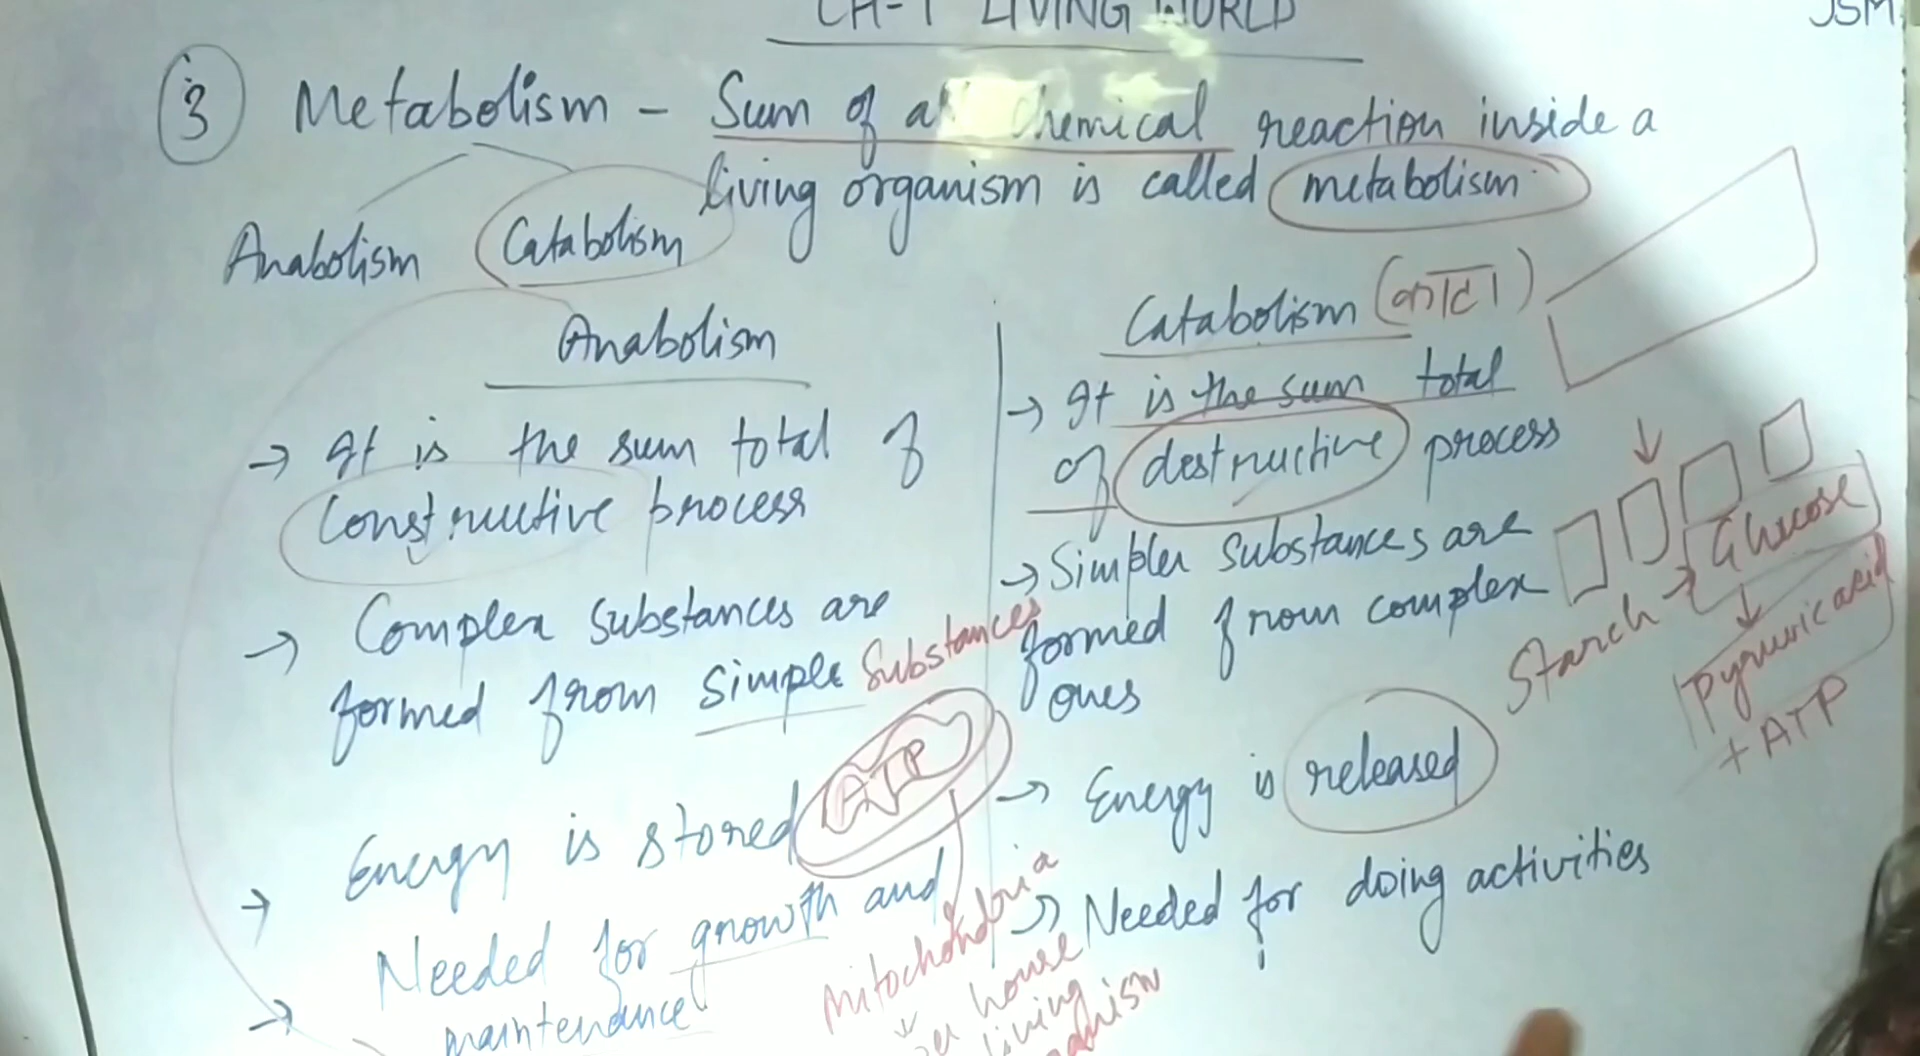 CH-1 LIVING WORLD
JSM
3 Metabolism - Sum of all chemical reaction inside a
living organism is called metabolism
Anabolism Catabolism
Anabolism
→ It is the sum total of
Constructive process
→ Complex substances are
formed from simple substances
→ Energy is stored ATP
→ Needed for growth and
maintenance
Mitochondria
house
living
Catabolism (काटा)
→ It is the sum total
of destructive process
→ Simpler substances are
formed from complex
ones
→ Energy is released
→ Needed for doing activities
Starch → Glucose
↓
Pyruvic acid
+ ATP